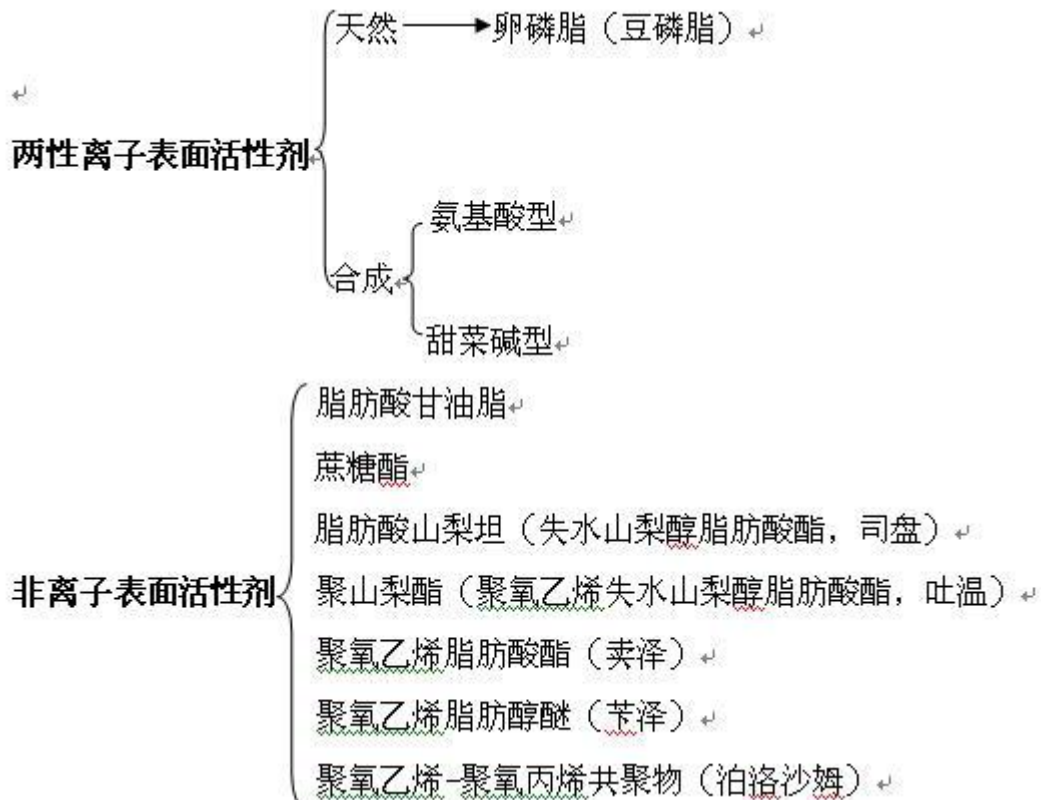 天然 卵磷脂（豆磷脂）
两性离子表面活性剂
氨基酸型
合成
甜菜碱型
脂肪酸甘油脂
蔗糖酯
脂肪酸山梨坦（失水山梨醇脂肪酸酯，司盘）
非离子表面活性剂
聚山梨酯（聚氧乙烯失水山梨醇脂肪酸酯，吐温）
聚氧乙烯脂肪酸酯（卖泽）
聚氧乙烯脂肪醇醚（苄泽）
聚氧乙烯-聚氧丙烯共聚物（泊洛沙姆）